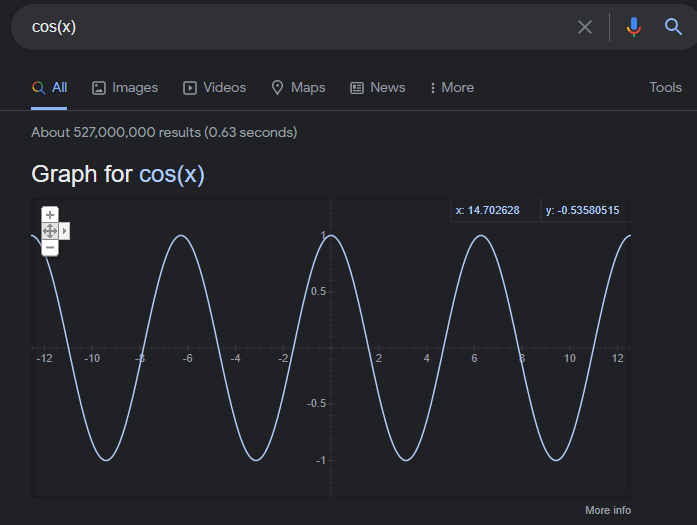 cos(x)
All Images Videos Maps News More Tools
About 527,000,000 results (0.63 seconds)
Graph for cos(x)
x: 14.702628 y: -0.53580515
1
0.5
-12 -10 -8 -6 -4 -2 2 4 6 8 10 12
-0.5
-1
More info